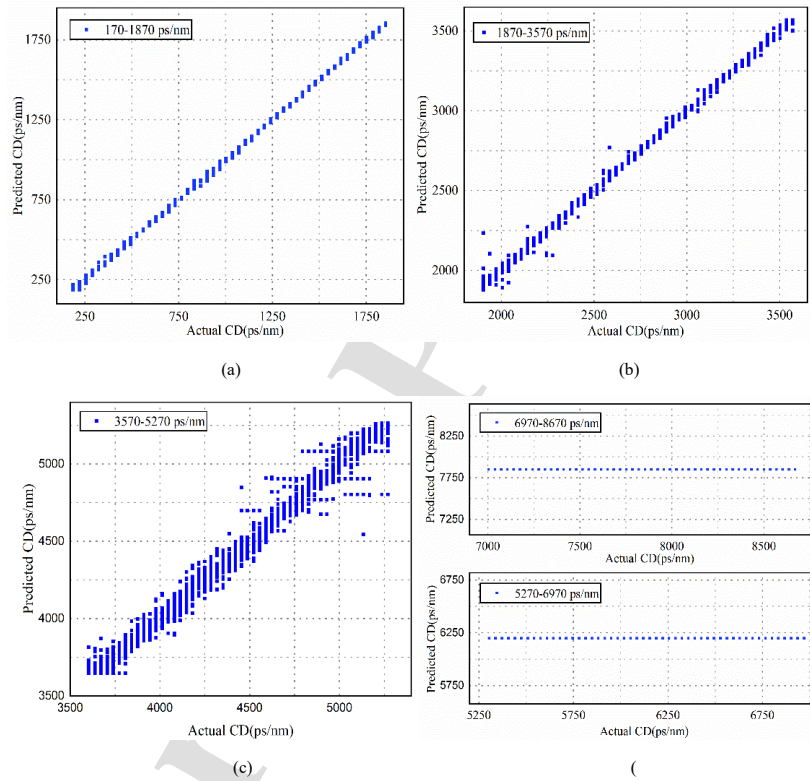 170-1870 ps/nm
Predicted CD(ps/nm)
1750
1250
750
250
250 750 1250 1750
Actual CD(ps/nm)
(a)
1870-3570 ps/nm
Predicted CD(ps/nm)
3500
3000
2500
2000
2000 2500 3000 3500
Actual CD(ps/nm)
(b)
3570-5270 ps/nm
Predicted CD(ps/nm)
5000
4500
4000
3500
3500 4000 4500 5000
Actual CD(ps/nm)
(c)
6970-8670 ps/nm
Predicted CD(ps/nm)
8250
7750
7250
7000 7500 8000 8500
Actual CD(ps/nm)
5270-6970 ps/nm
Predicted CD(ps/nm)
6750
6250
5750
5250 5750 6250 6750
Actual CD(ps/nm)
(